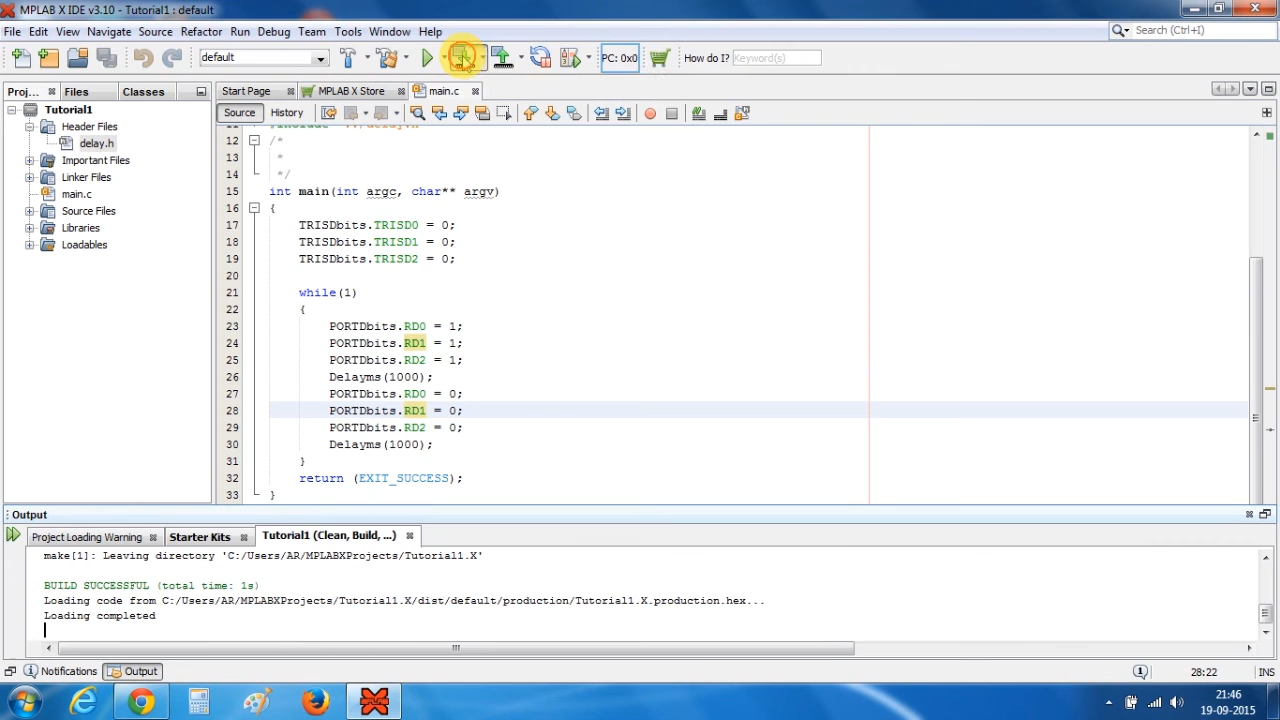 MPLAB X IDE v3.10 - Tutorial1 : default
File Edit View Navigate Source Refactor Run Debug Team Tools Window Help
Search (Ctrl+I)
default
PC: 0x0
How do I?
Keyword(s)
Proj...
Files
Classes
Start Page
MPLAB X Store
main.c
Source
History
Tutorial1
Header Files
delay.h
Important Files
Linker Files
main.c
Source Files
Libraries
Loadables
12 /*
13 *
14 */
15 int main(int argc, char** argv)
16 {
17 TRISDbits.TRISD0 = 0;
18 TRISDbits.TRISD1 = 0;
19 TRISDbits.TRISD2 = 0;
20
21 while(1)
22 {
23 PORTDbits.RD0 = 1;
24 PORTDbits.RD1 = 1;
25 PORTDbits.RD2 = 1;
26 Delayms(1000);
27 PORTDbits.RD0 = 0;
28 PORTDbits.RD1 = 0;
29 PORTDbits.RD2 = 0;
30 Delayms(1000);
31 }
32 return (EXIT_SUCCESS);
33 }
Output
Project Loading Warning
Starter Kits
Tutorial1 (Clean, Build, ...)
make[1]: Leaving directory 'C:/Users/AR/MPLABXProjects/Tutorial1.X'
BUILD SUCCESSFUL (total time: 1s)
Loading code from C:/Users/AR/MPLABXProjects/Tutorial1.X/dist/default/production/Tutorial1.X.production.hex...
Loading completed
Notifications
Output
28:22
INS
21:46
19-09-2015